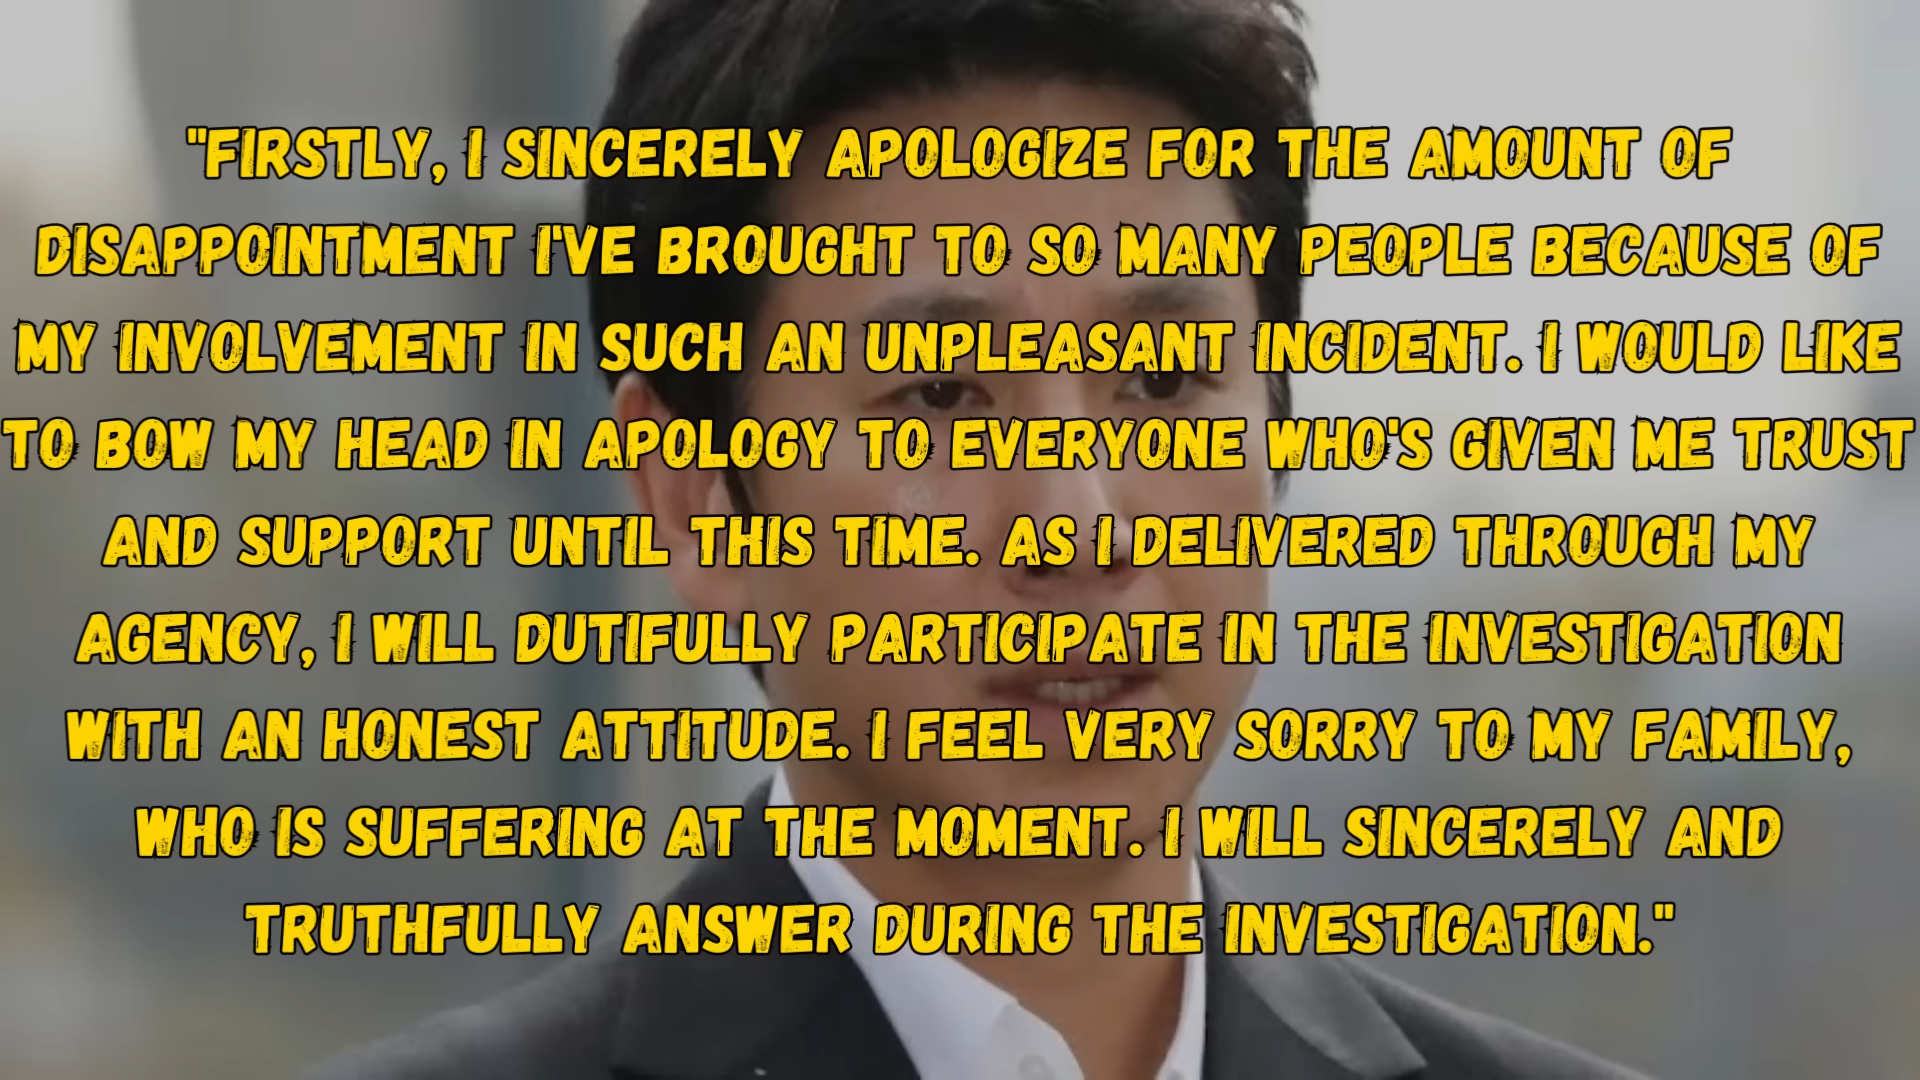 "FIRSTLY, I SINCERELY APOLOGIZE FOR THE AMOUNT OF
DISAPPOINTMENT I'VE BROUGHT TO SO MANY PEOPLE BECAUSE OF
MY INVOLVEMENT IN SUCH AN UNPLEASANT INCIDENT. I WOULD LIKE
TO BOW MY HEAD IN APOLOGY TO EVERYONE WHO'S GIVEN ME TRUST
AND SUPPORT UNTIL THIS TIME. AS I DELIVERED THROUGH MY
AGENCY, I WILL DUTIFULLY PARTICIPATE IN THE INVESTIGATION
WITH AN HONEST ATTITUDE. I FEEL VERY SORRY TO MY FAMILY,
WHO IS SUFFERING AT THE MOMENT. I WILL SINCERELY AND
TRUTHFULLY ANSWER DURING THE INVESTIGATION."